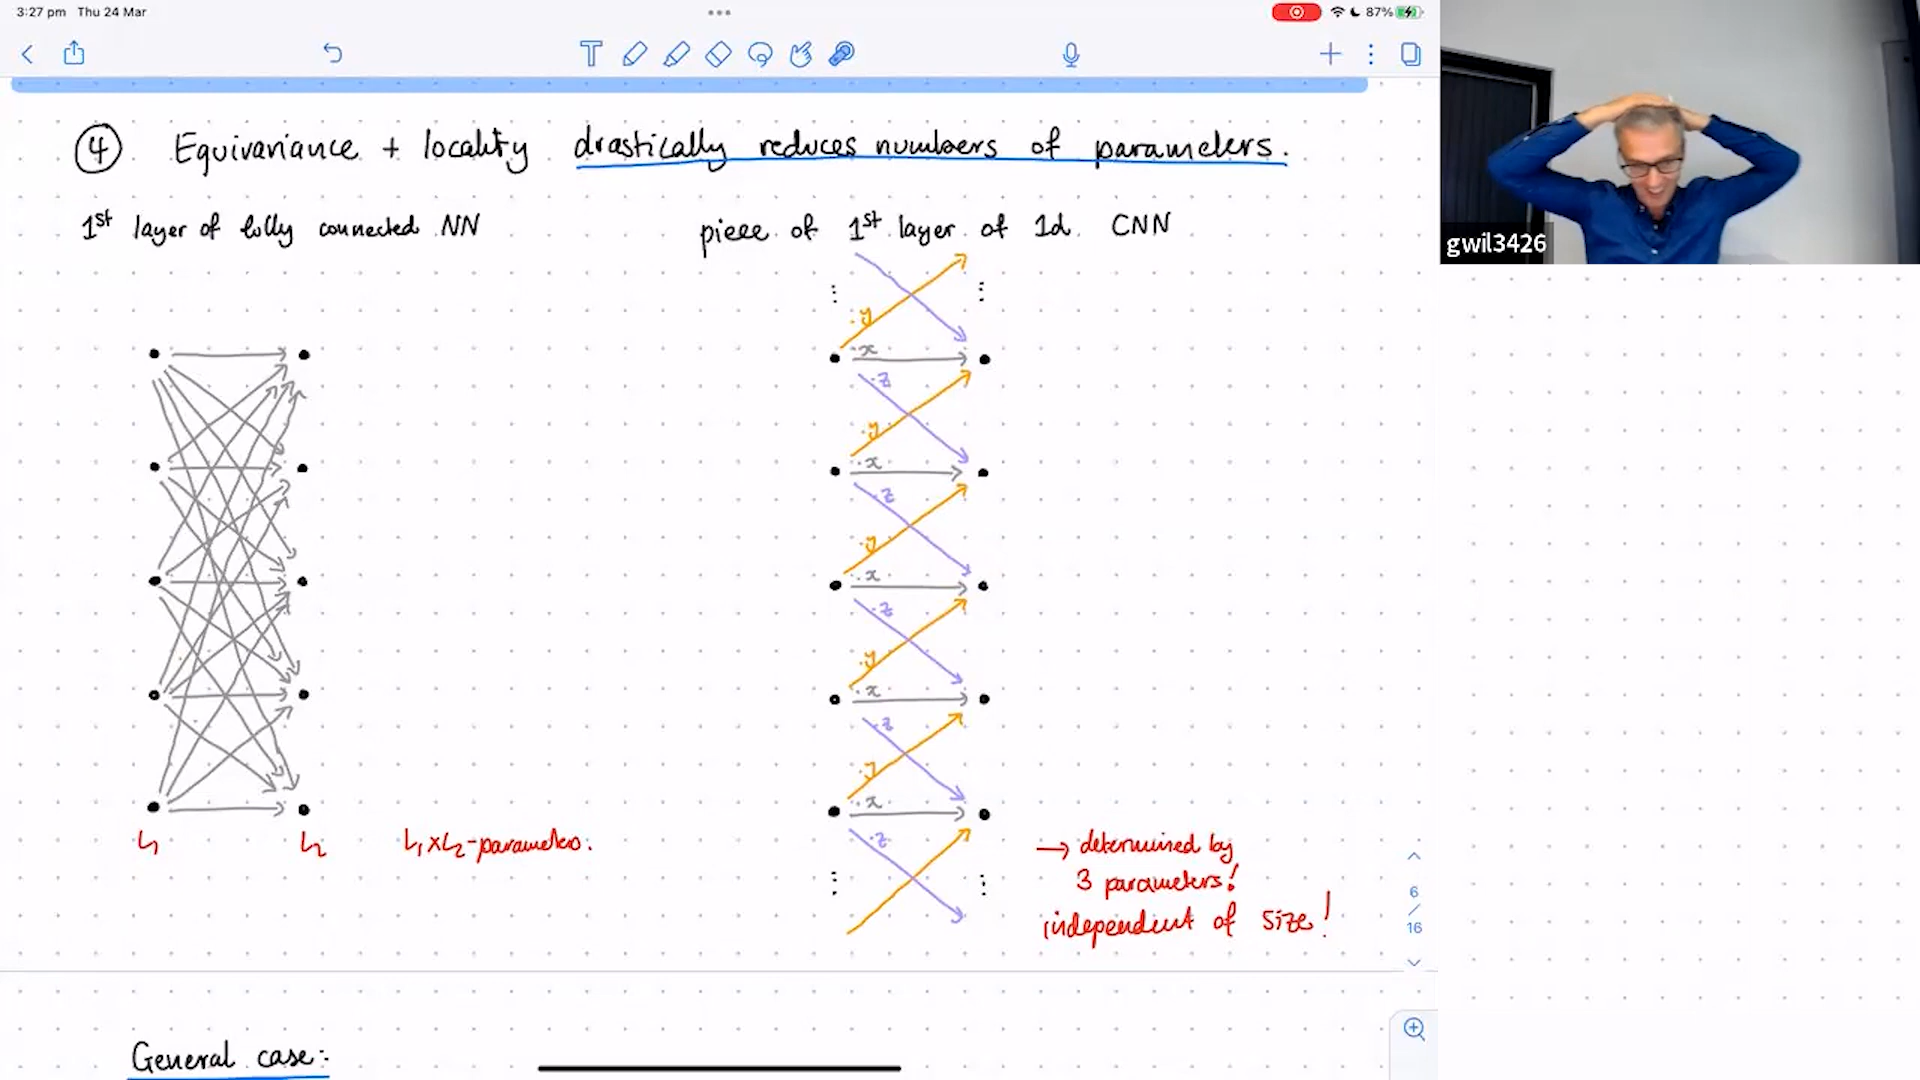 3:27 pm Thu 24 Mar
87%
④ Equivariance + locality drastically reduces numbers of parameters.
1st layer of fully connected NN
piece of 1st layer of 1d CNN
·y
·x
·z
·y
·x
·z
·y
·x
·z
·y
·x
·z
·y
·x
·z
L1
L2
L1×L2-parameters.
→ determined by
3 parameters!
independent of size!
6
/
16
General case:
gwil3426